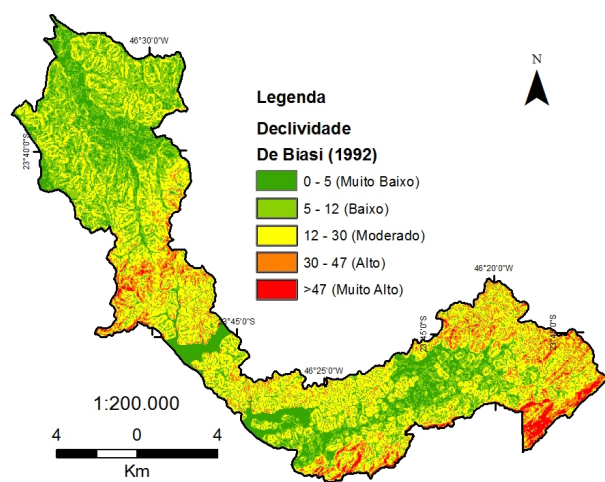 46°30'0"W
N
Legenda
Declividade
De Biasi (1992)
0 - 5 (Muito Baixo)
5 - 12 (Baixo)
12 - 30 (Moderado)
30 - 47 (Alto)
>47 (Muito Alto)
23°40'0"S
46°20'0"W
23°45'0"S
46°25'0"W
1:200.000
4 0 4
Km